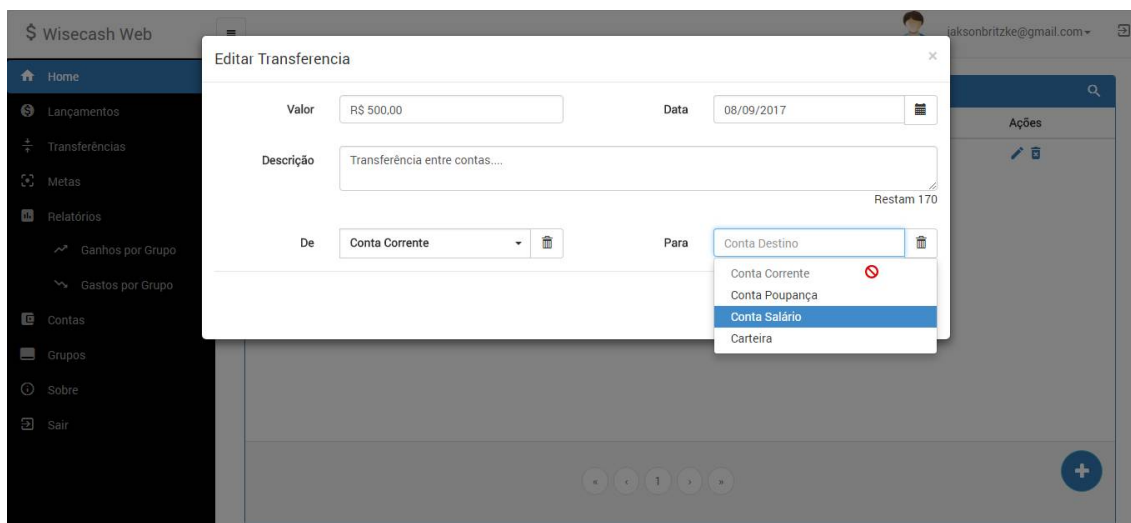 $ Wisecash Web
jaksonbritzke@gmail.com
Editar Transferencia
×
Home
Lançamentos
Transferências
Metas
Relatórios
Ganhos por Grupo
Gastos por Grupo
Contas
Grupos
Sobre
Sair
Ações
Valor
R$ 500,00
Data
08/09/2017
Descrição
Transferência entre contas....
Restam 170
De
Conta Corrente
Para
Conta Destino
Conta Corrente
Conta Poupança
Conta Salário
Carteira
« ‹ 1 › »
+